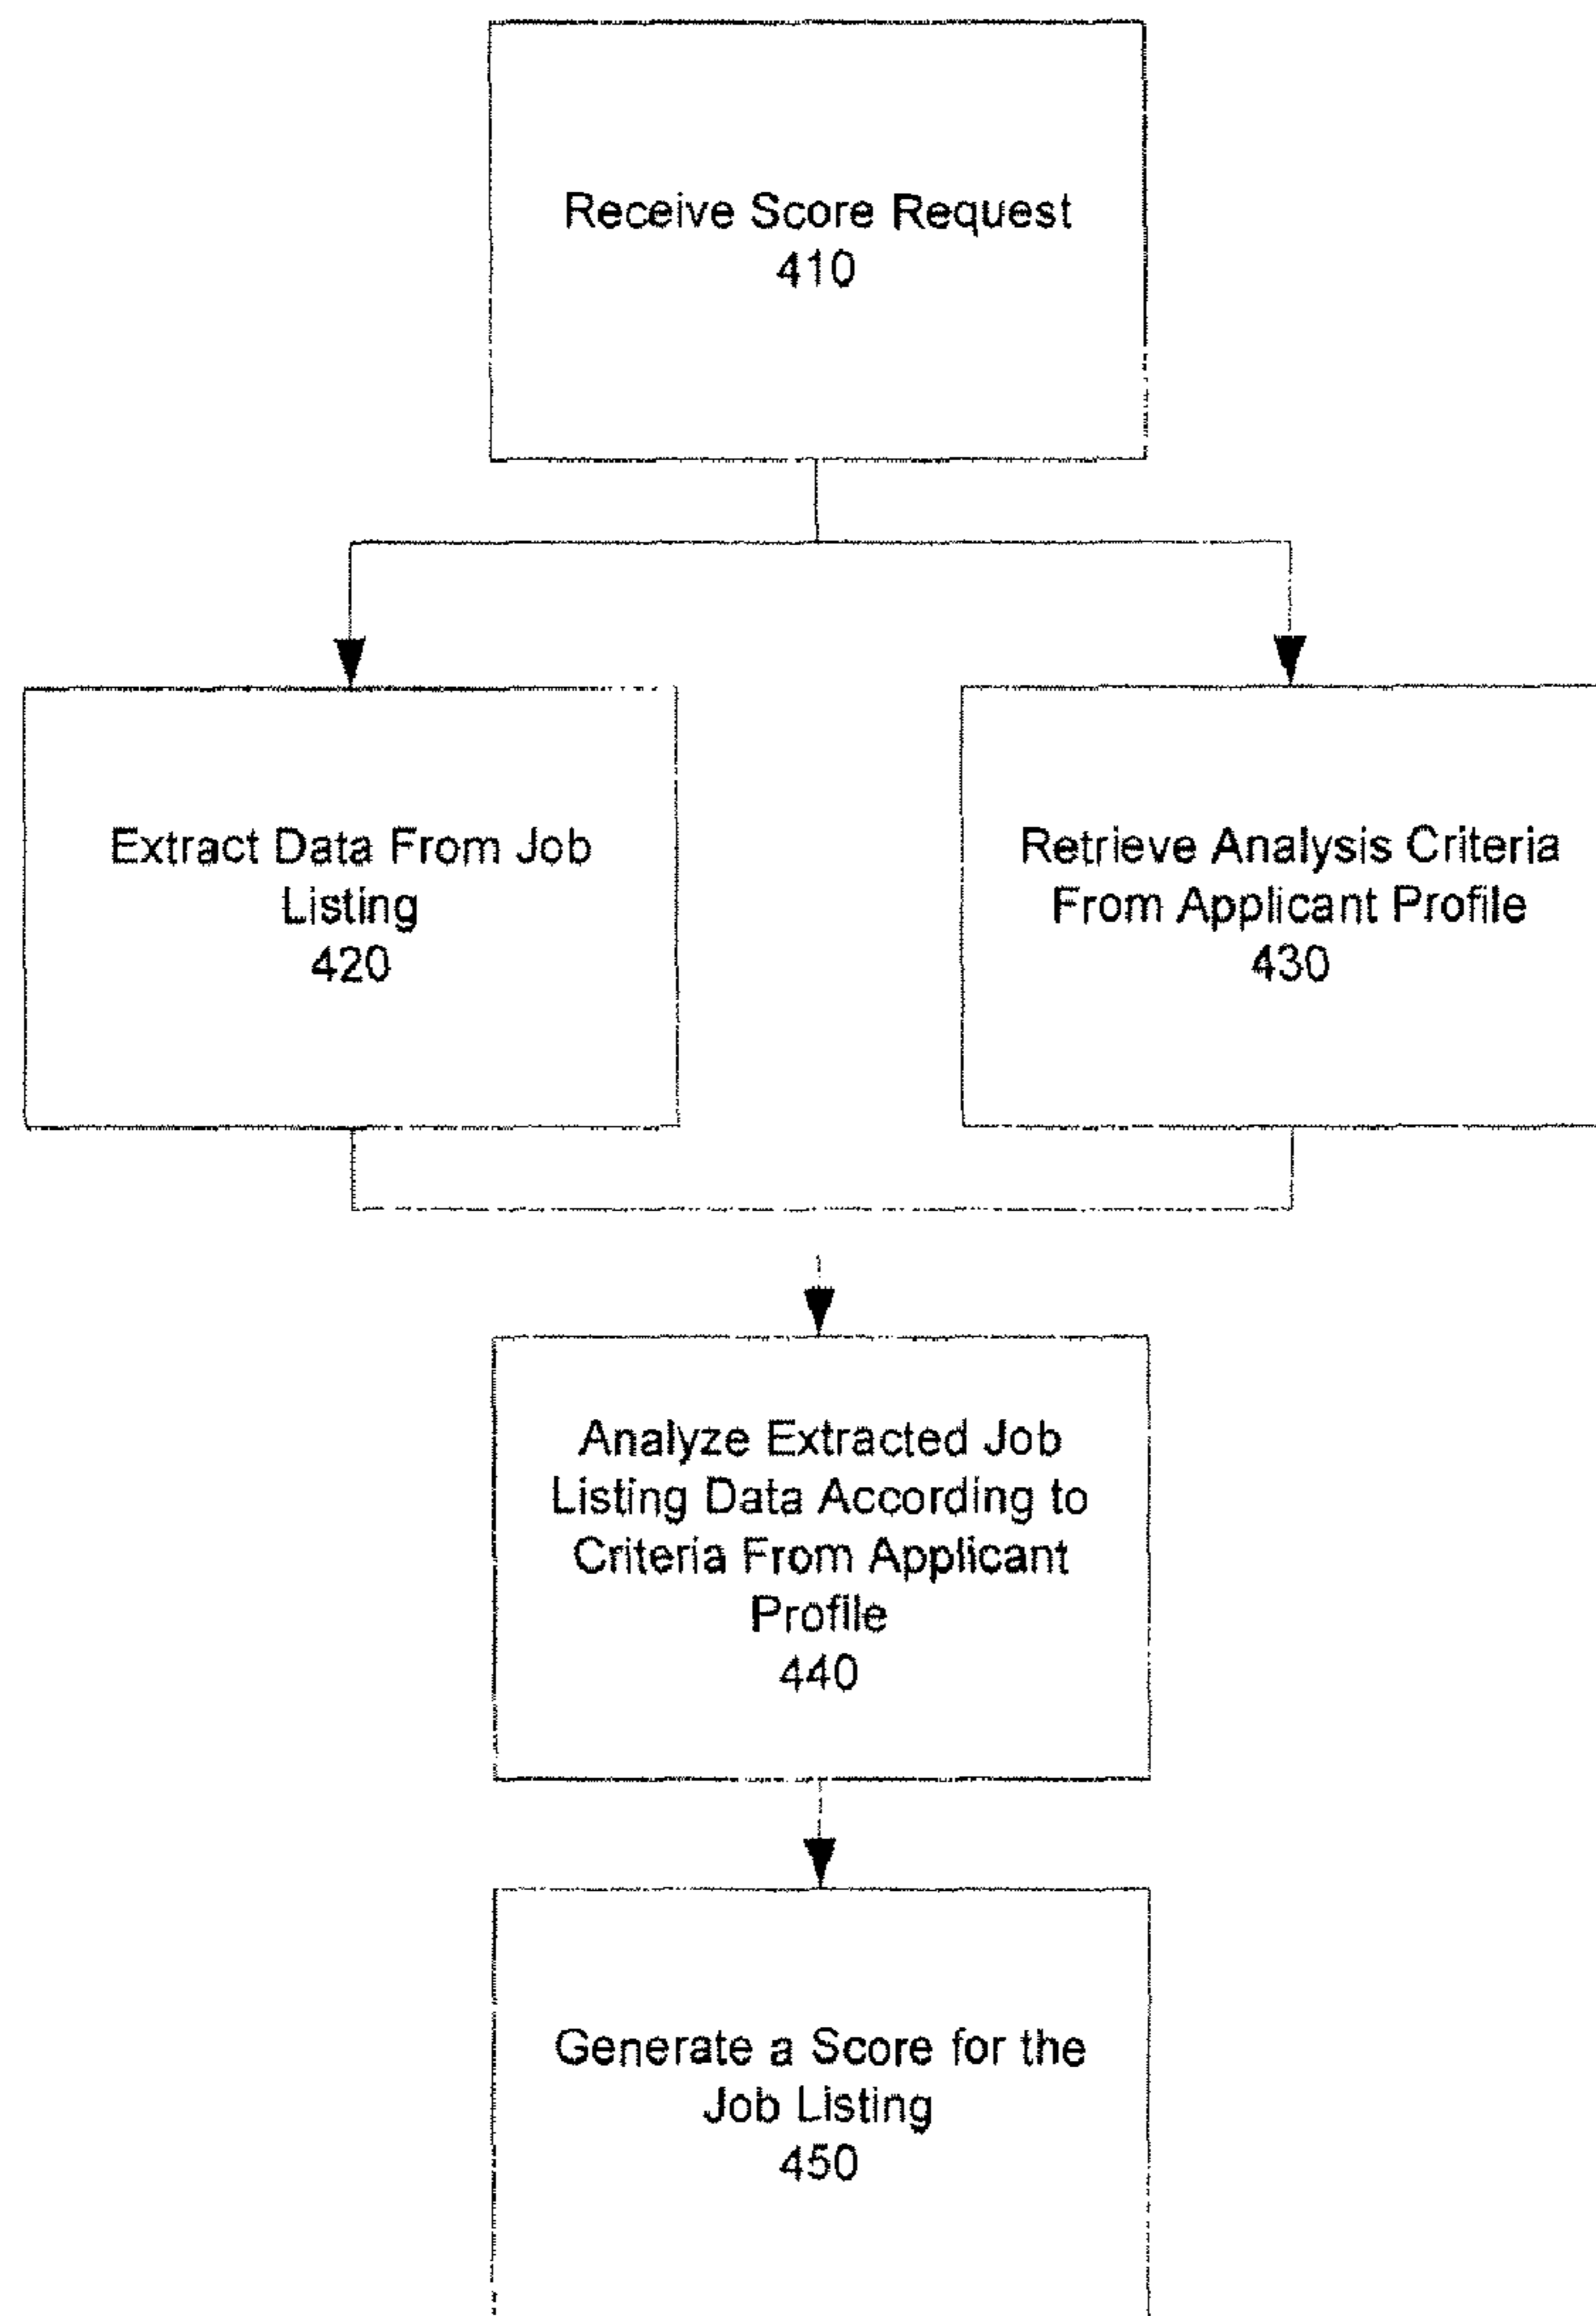 Receive Score Request
410
Extract Data From Job
Listing
420
Retrieve Analysis Criteria
From Applicant Profile
430
Analyze Extracted Job
Listing Data According to
Criteria From Applicant
Profile
440
Generate a Score for the
Job Listing
450